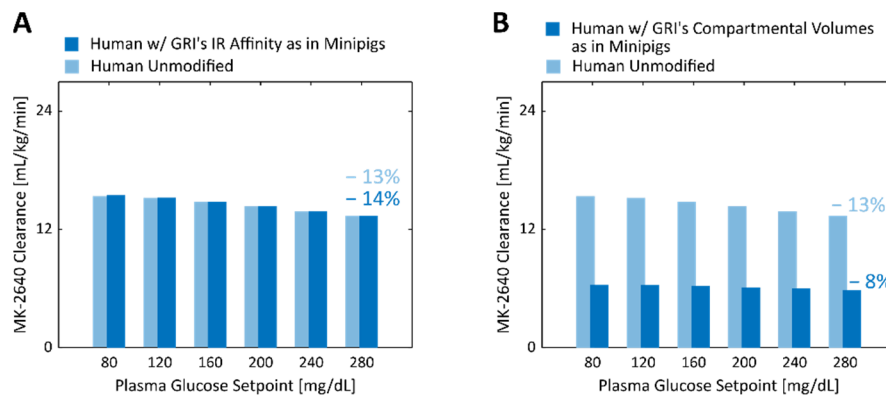 A
Human w/ GRI's IR Affinity as in Minipigs
Human Unmodified
MK-2640 Clearance [mL/kg/min]
24
12
0
– 13%
– 14%
80 120 160 200 240 280
Plasma Glucose Setpoint [mg/dL]
B
Human w/ GRI's Compartmental Volumes
as in Minipigs
Human Unmodified
MK-2640 Clearance [mL/kg/min]
24
12
0
– 13%
– 8%
80 120 160 200 240 280
Plasma Glucose Setpoint [mg/dL]